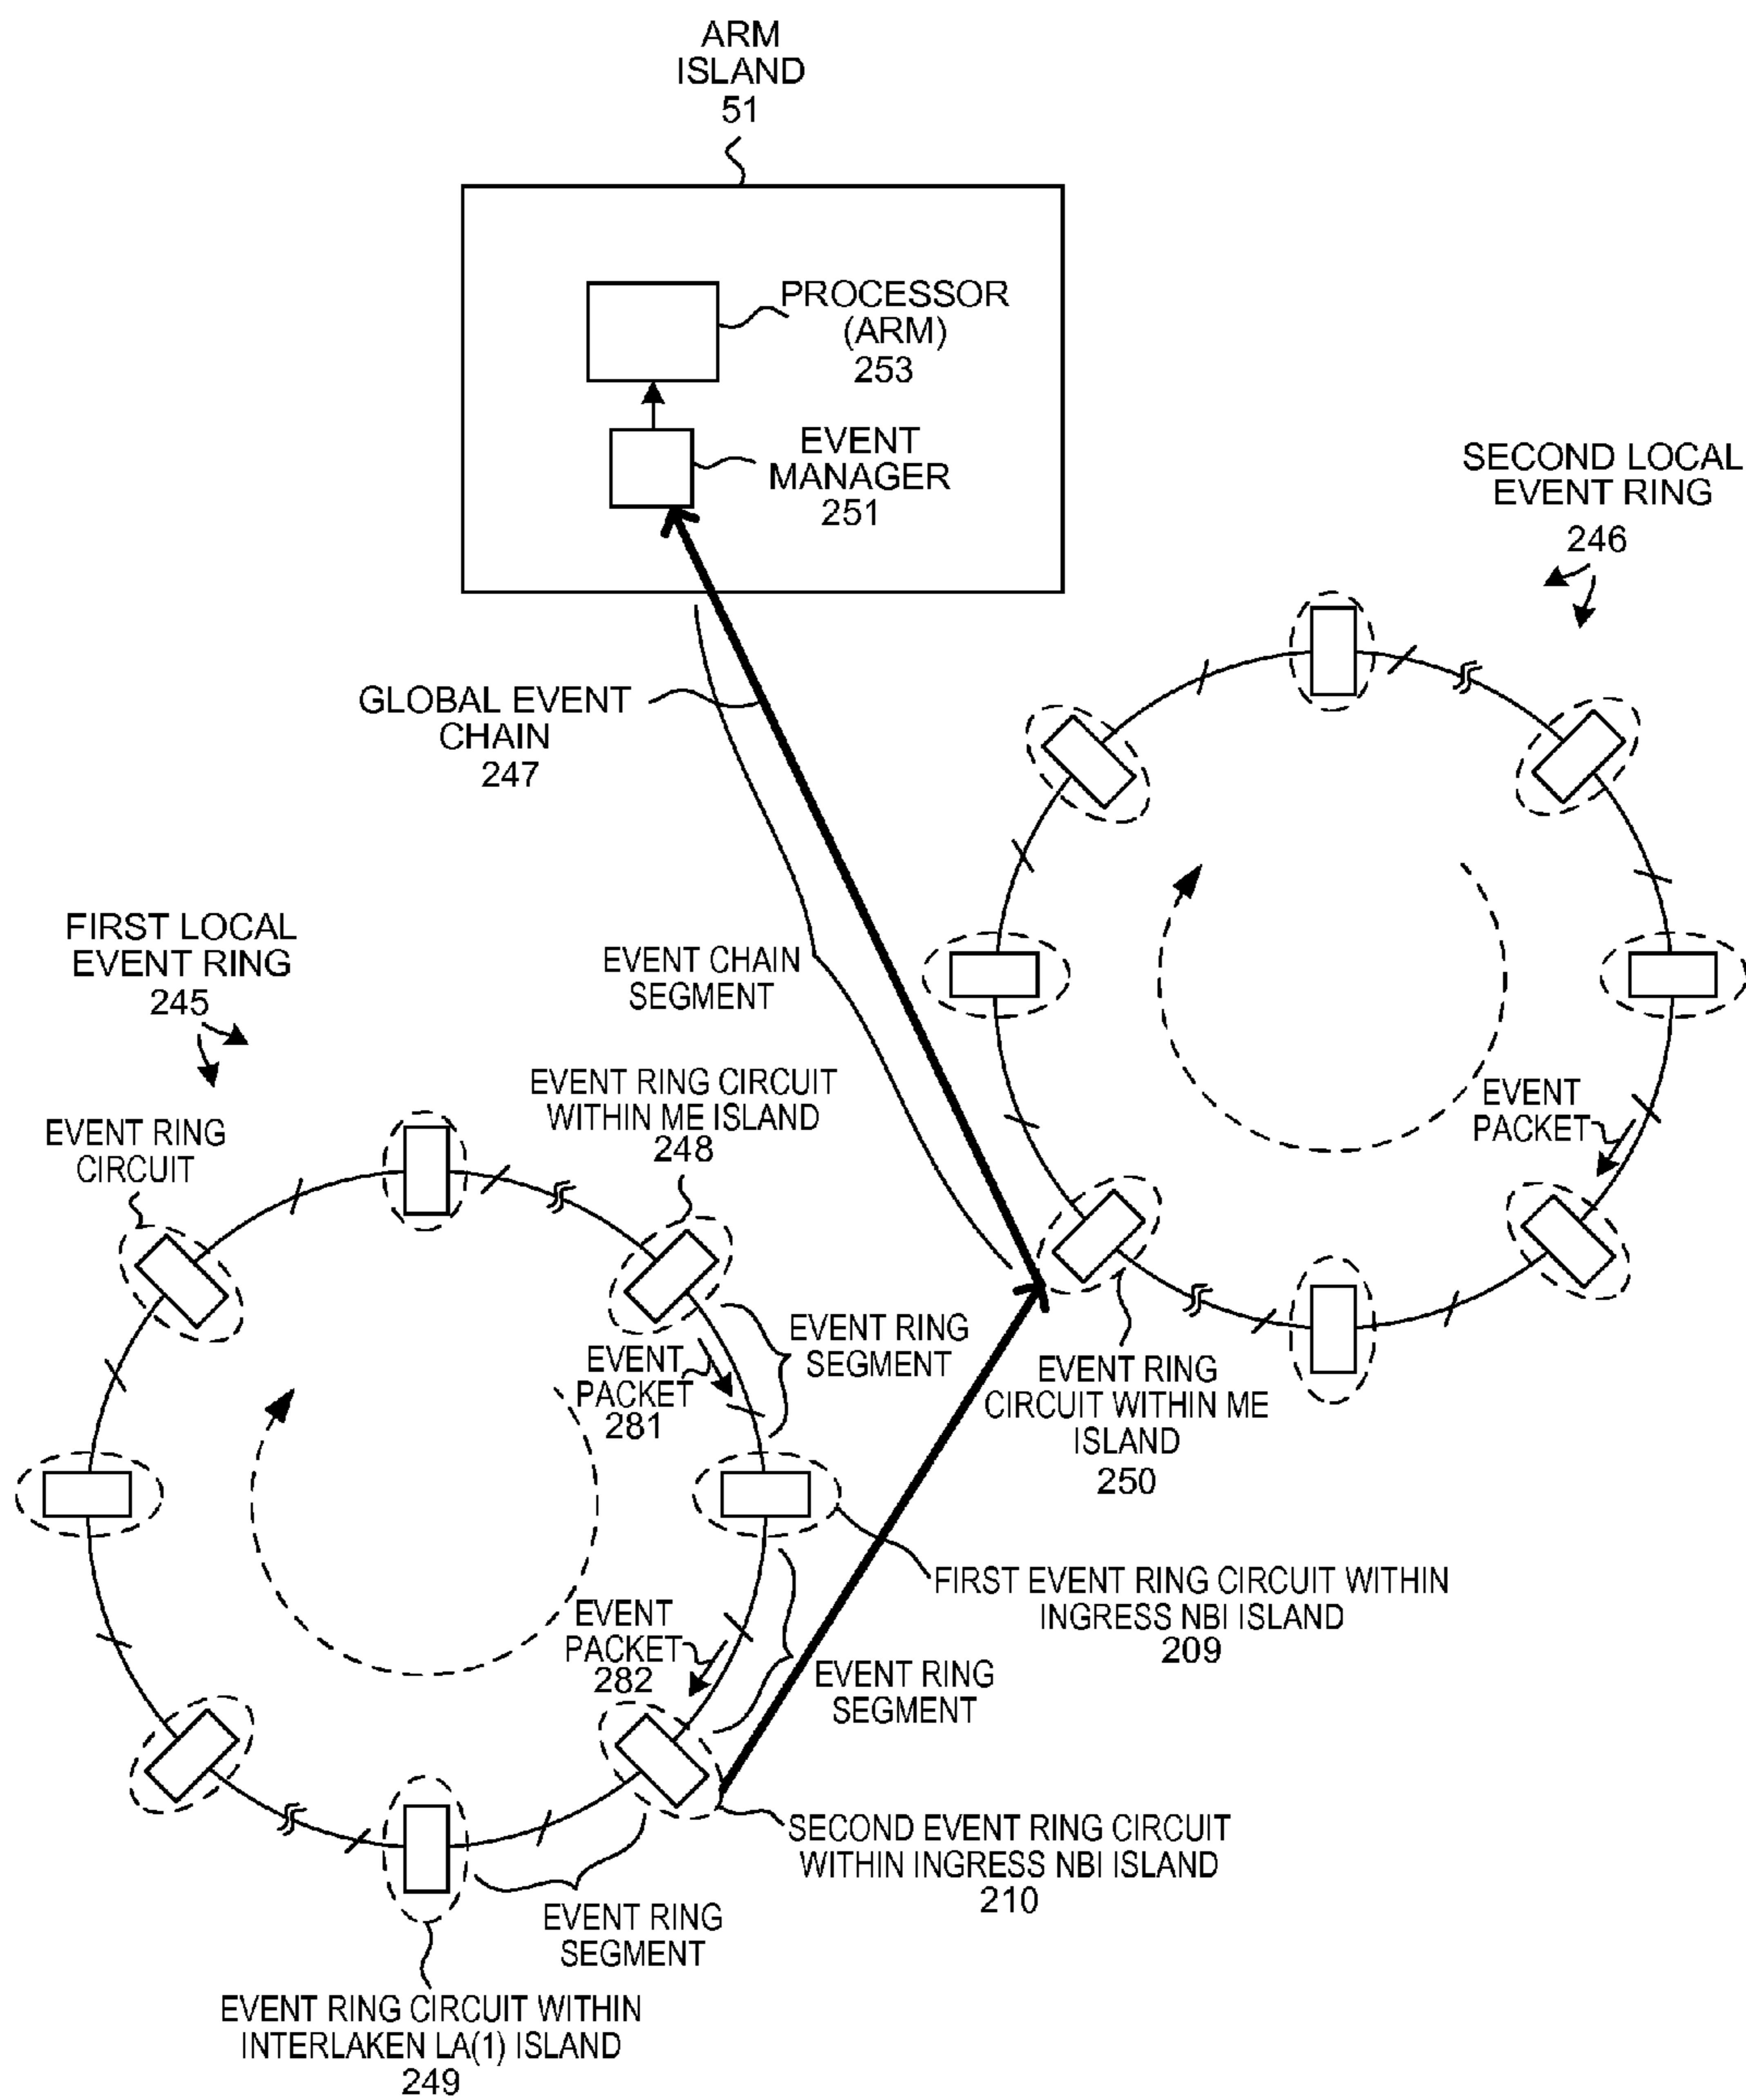 ARM
ISLAND
51
PROCESSOR
(ARM)
253
EVENT
MANAGER
251
SECOND LOCAL
EVENT RING
246
GLOBAL EVENT
CHAIN
247
FIRST LOCAL
EVENT RING
245
EVENT CHAIN
SEGMENT
EVENT RING CIRCUIT
WITHIN ME ISLAND
248
EVENT
PACKET
EVENT RING
CIRCUIT
EVENT RING
SEGMENT
EVENT
PACKET
281
EVENT RING
CIRCUIT WITHIN ME
ISLAND
250
FIRST EVENT RING CIRCUIT WITHIN
INGRESS NBI ISLAND
209
EVENT
PACKET
282
EVENT RING
SEGMENT
SECOND EVENT RING CIRCUIT
WITHIN INGRESS NBI ISLAND
210
EVENT RING
SEGMENT
EVENT RING CIRCUIT WITHIN
INTERLAKEN LA(1) ISLAND
249